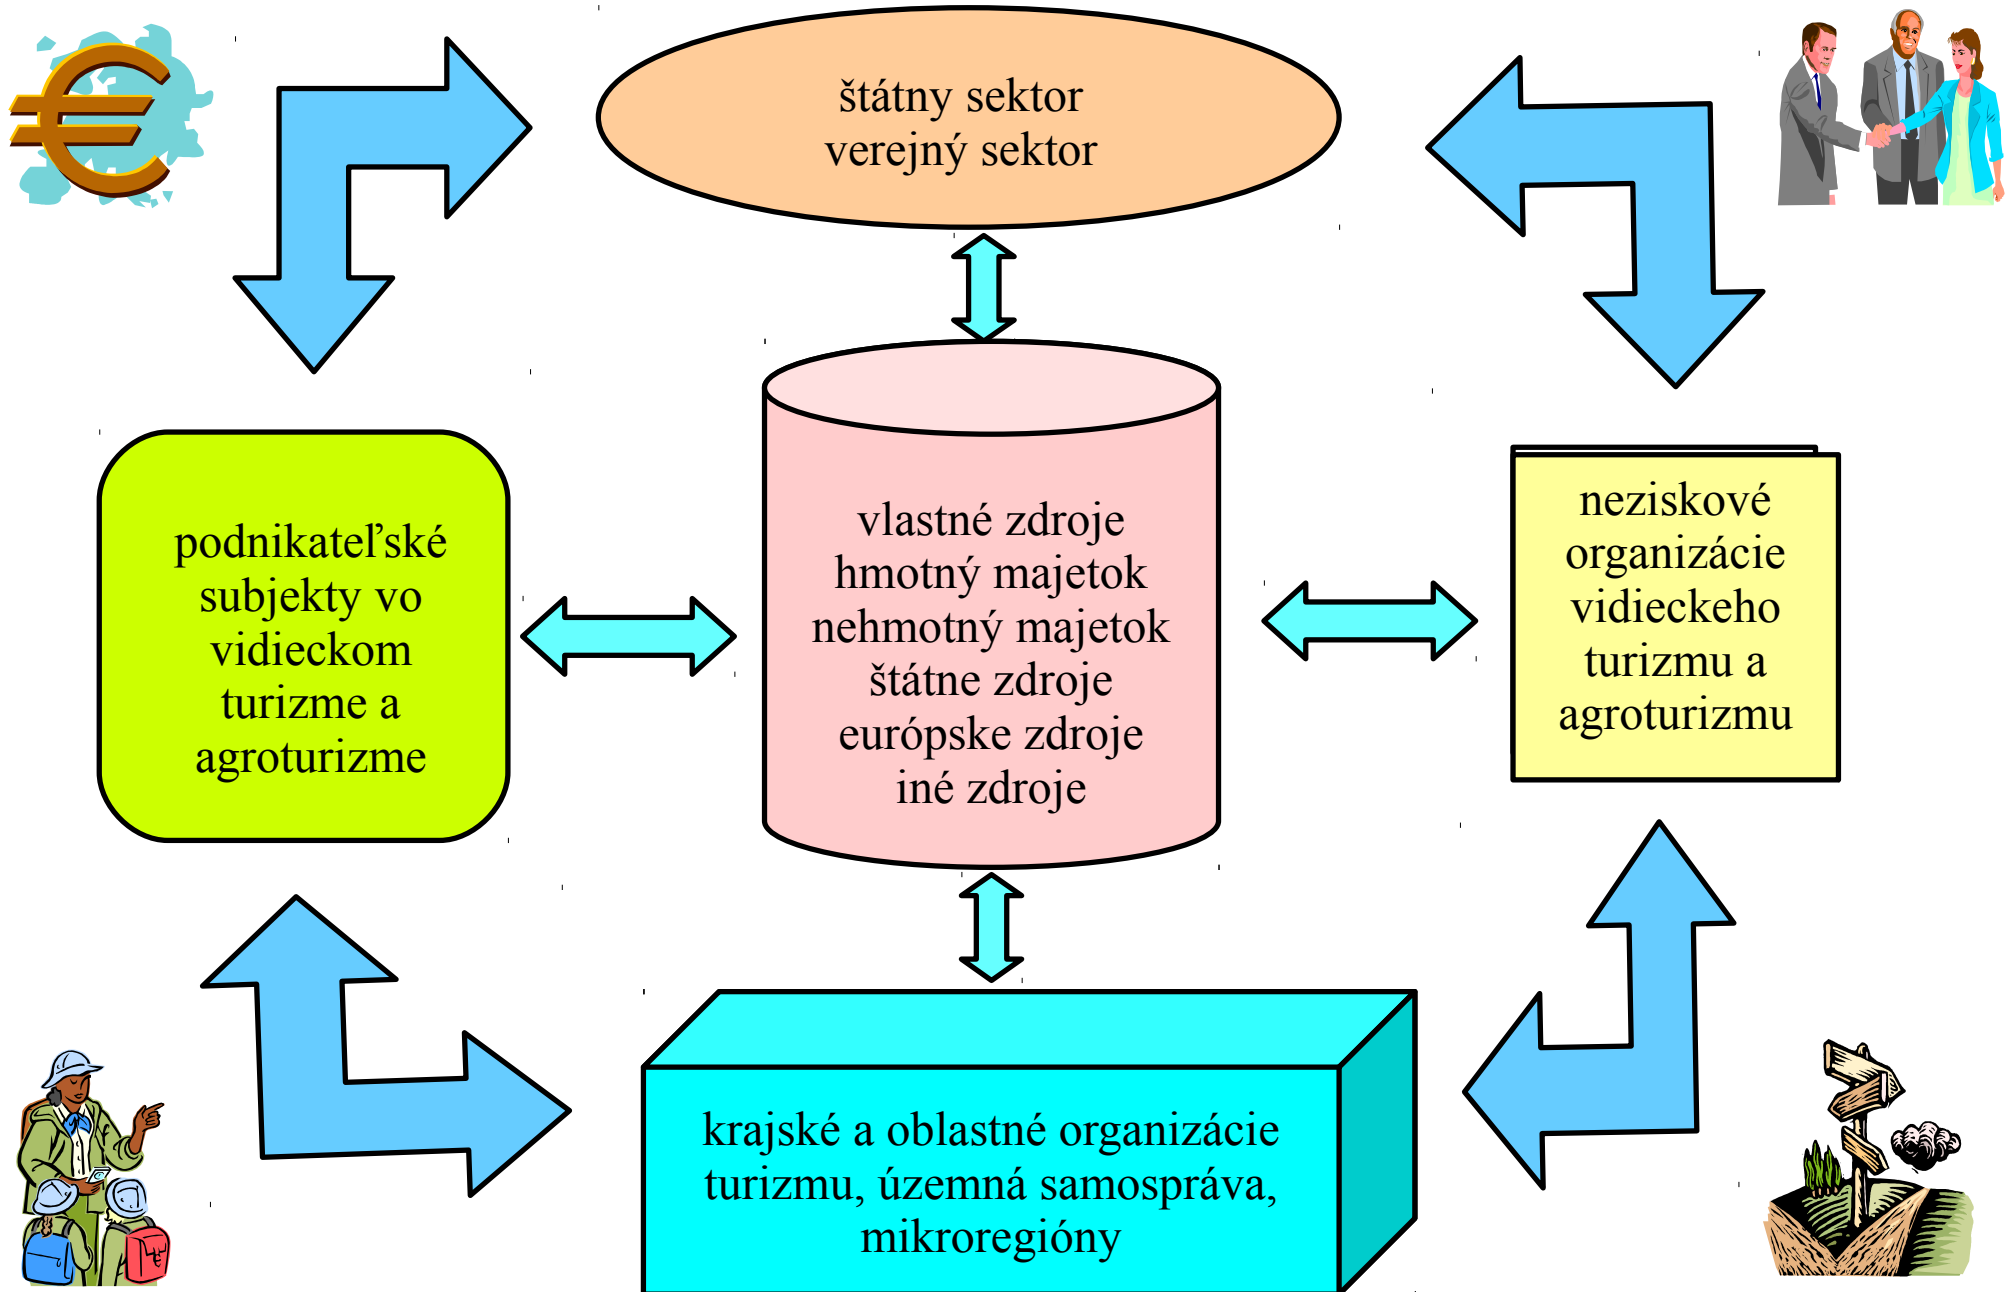 štátny sektor
verejný sektor
podnikateľské
subjekty vo
vidieckom
turizme a
agroturizme
vlastné zdroje
hmotný majetok
nehmotný majetok
štátne zdroje
európske zdroje
iné zdroje
neziskové
organizácie
vidieckeho
turizmu a
agroturizmu
krajské a oblastné organizácie
turizmu, územná samospráva,
mikroregióny